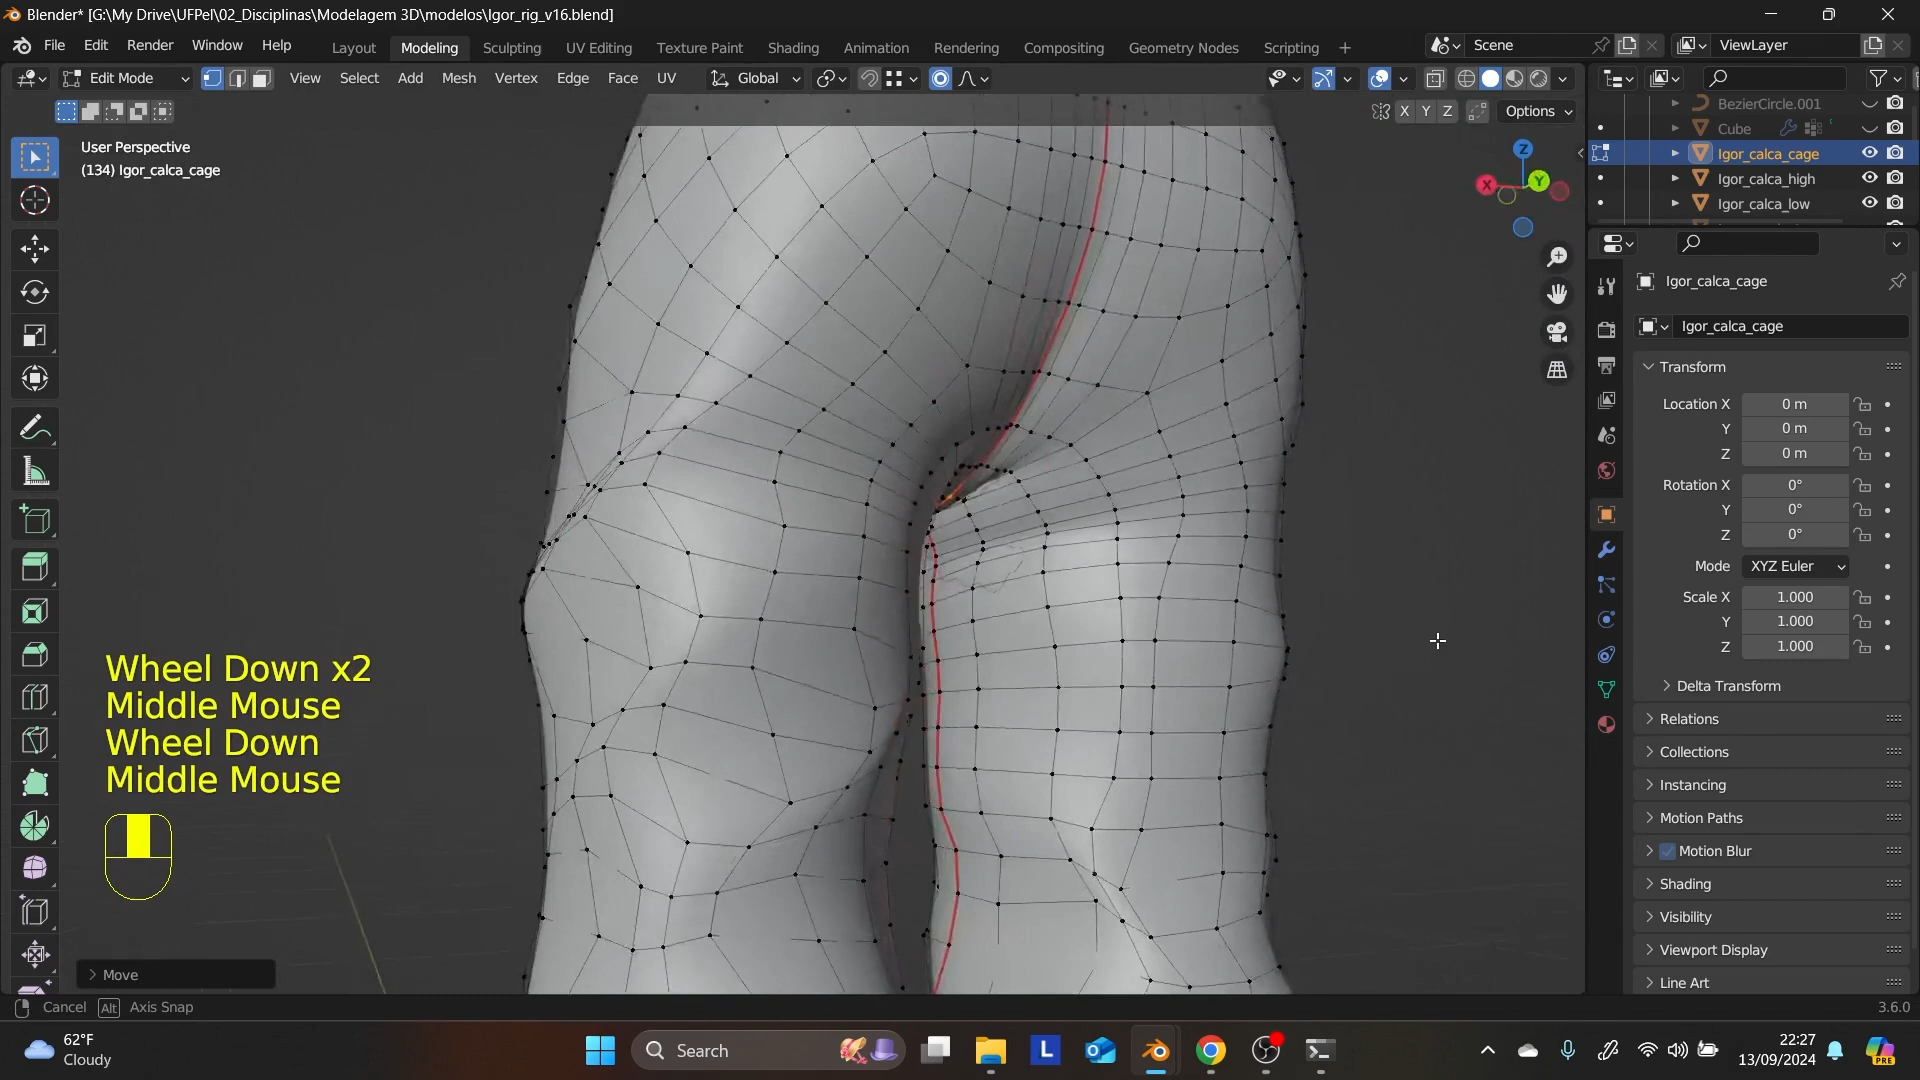 Blender* [G:\My Drive\UFPel\02_Disciplinas\Modelagem 3D\modelos\Igor_rig_v16.blend]
File Edit Render Window Help Layout Modeling Sculpting UV Editing Texture Paint Shading Animation Rendering Compositing Geometry Nodes Scripting + Scene ViewLayer
Edit Mode View Select Add Mesh Vertex Edge Face UV Global
X Y Z Options
User Perspective
(134) Igor_calca_cage
Z
X Y
BezierCircle.001
Cube
Igor_calca_cage
Igor_calca_high
Igor_calca_low
Igor_calca_cage
Igor_calca_cage
Transform
Location X 0 m
Y 0 m
Z 0 m
Rotation X 0°
Y 0°
Z 0°
Mode XYZ Euler
Scale X 1.000
Y 1.000
Z 1.000
Delta Transform
Relations
Collections
Instancing
Motion Paths
Motion Blur
Shading
Visibility
Viewport Display
Line Art
Wheel Down x2
Middle Mouse
Wheel Down
Middle Mouse
Move
Cancel Alt Axis Snap 3.6.0
62°F
Cloudy
Search
L
22:27
13/09/2024
PRE